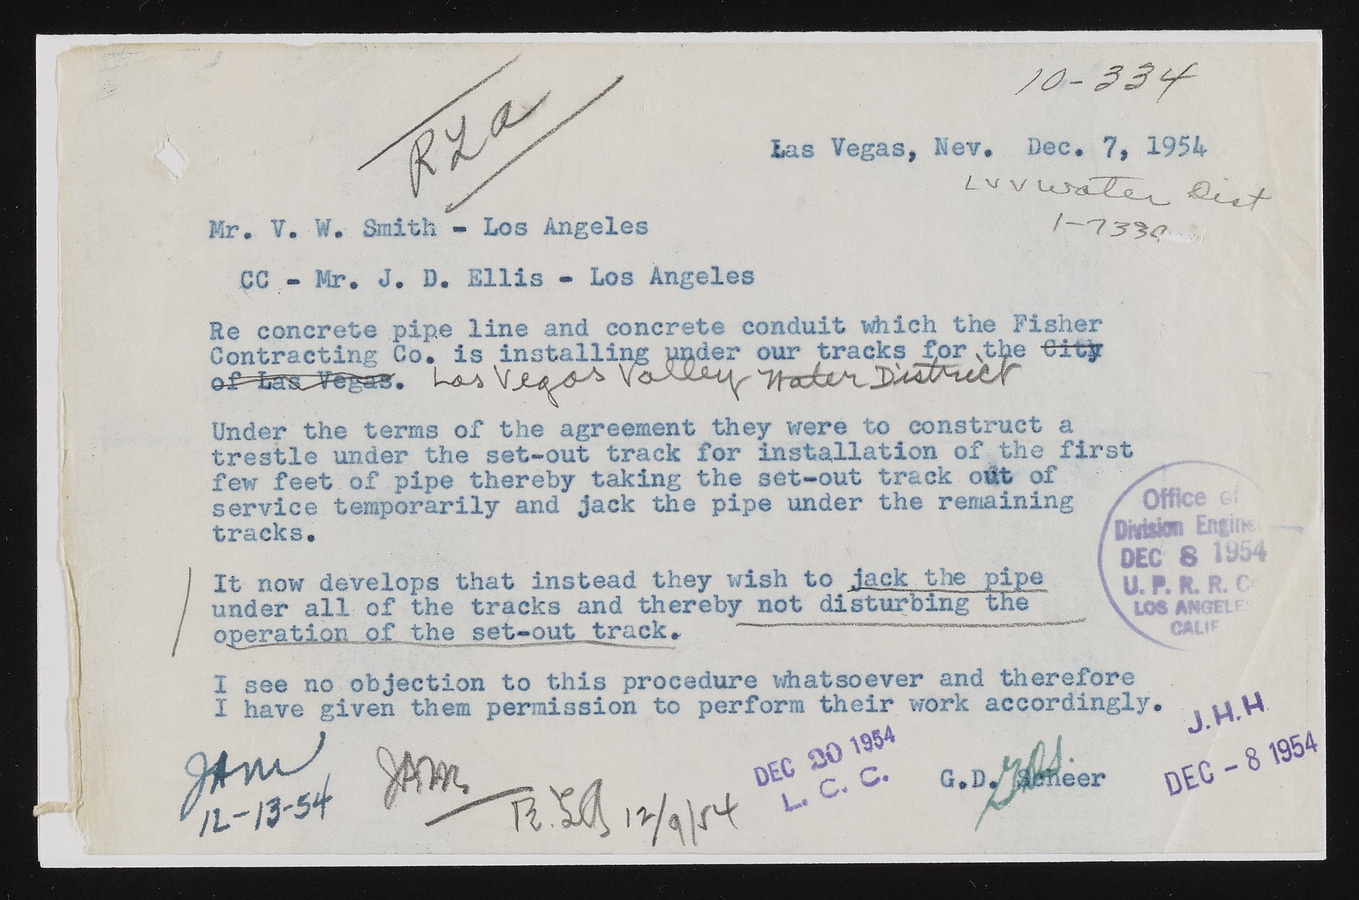 10-334
RLA
Las Vegas, Nev. Dec. 7, 1954
LVV Water Dist
1-733
Mr. V. W. Smith - Los Angeles
CC - Mr. J. D. Ellis - Los Angeles
Re concrete pipe line and concrete conduit which the Fisher
Contracting Co. is installing under our tracks for the City
of Las Vegas. Las Vegas Valley Water District
Under the terms of the agreement they were to construct a
trestle under the set-out track for installation of the first
few feet of pipe thereby taking the set-out track out of
service temporarily and jack the pipe under the remaining
tracks.
Office of
Division Engine
DEC 8 1954
U. P. R. R. C
LOS ANGELE
CALIF
It now develops that instead they wish to jack the pipe
under all of the tracks and thereby not disturbing the
operation of the set-out track.
I see no objection to this procedure whatsoever and therefore
I have given them permission to perform their work accordingly.
J.H.H
DEC - 8 1954
DEC 20 1954
L. C. C.
G.D. Scheer
GDS.
JAM
12-13-54
JAM
R.LA 12/9/54